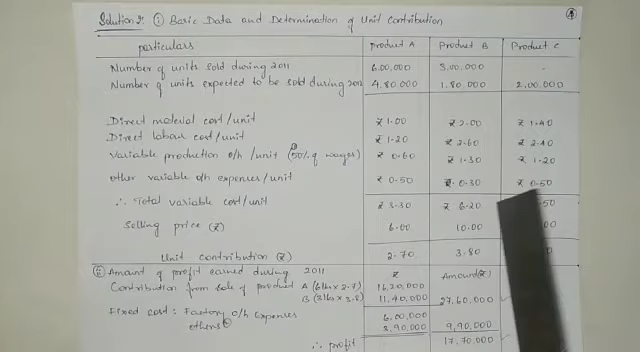 Solution 2: (i) Basic Data and Determination of Unit Contribution
particulars Product A Product B Product C
Number of units sold during 2011 6,00,000 3,00,000 -
Number of units expected to be sold during 2012 4,80,000 1,80,000 2,00,000
Direct material cost/unit ₹ 1.00 ₹ 2.00 ₹ 1.40
Direct labour cost/unit ₹ 1.20 ₹ 2.60 ₹ 2.40
Variable production o/h /unit (50% of wages) ₹ 0.60 ₹ 1.30 ₹ 1.20
other variable o/h expenses/unit ₹ 0.50 ₹ 0.30 ₹ 0.50
∴ Total variable cost/unit ₹ 3.30 ₹ 6.20 .50
Selling price (₹) 6.00 10.00 00
Unit contribution (₹) 2.70 3.80
(ii) Amount of profit earned during 2011 ₹ Amount (₹)
Contribution from sale of product A (6lks x 2.7) 16,20,000
B (3lks x 3.8) 11,40,000 27,60,000
Fixed cost: Factory o/h expenses 6,00,000
others 3,90,000 9,90,000
∴ profit 17,70,000